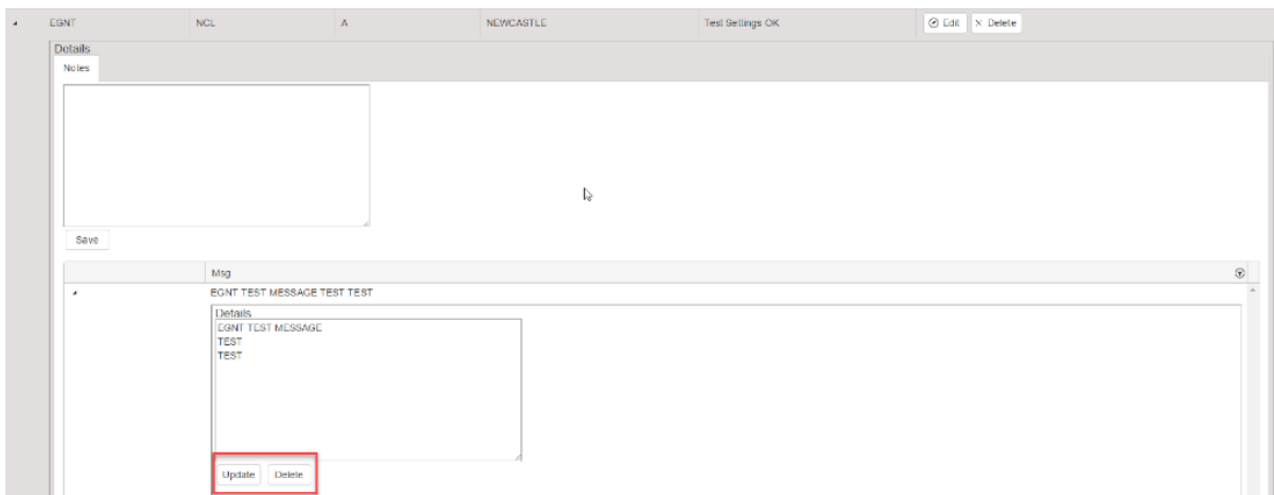 EGNT NCL A NEWCASTLE Test Settings OK Edit Delete
Details
Notes
Save
Msg
EGNT TEST MESSAGE TEST TEST
Details
EGNT TEST MESSAGE
TEST
TEST
Update Delete